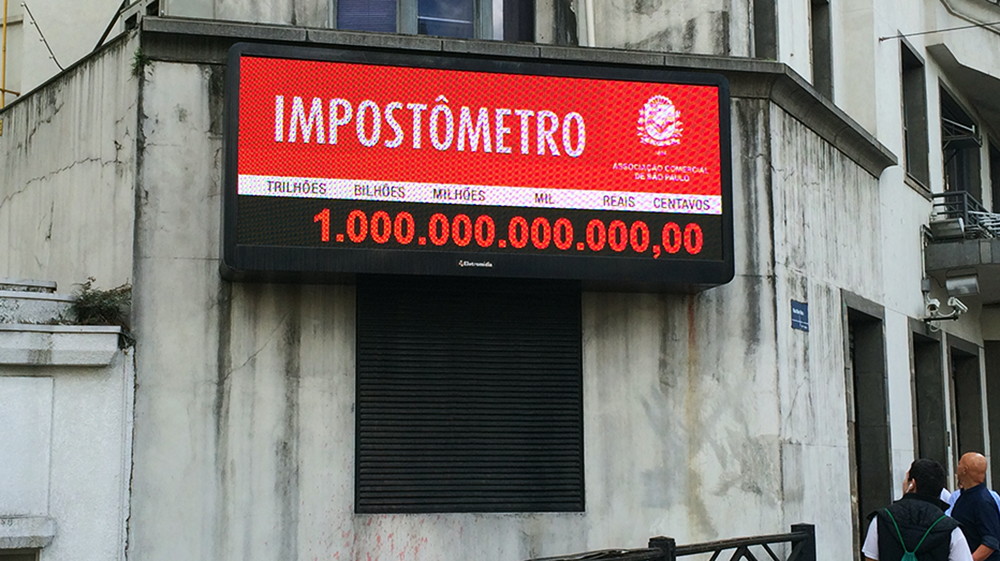 IMPOSTÔMETRO
ASSOCIAÇÃO COMERCIAL
DE SÃO PAULO
TRILHÕES BILHÕES MILHÕES MIL REAIS CENTAVOS
1.000.000.000.000,00
Eletromidia